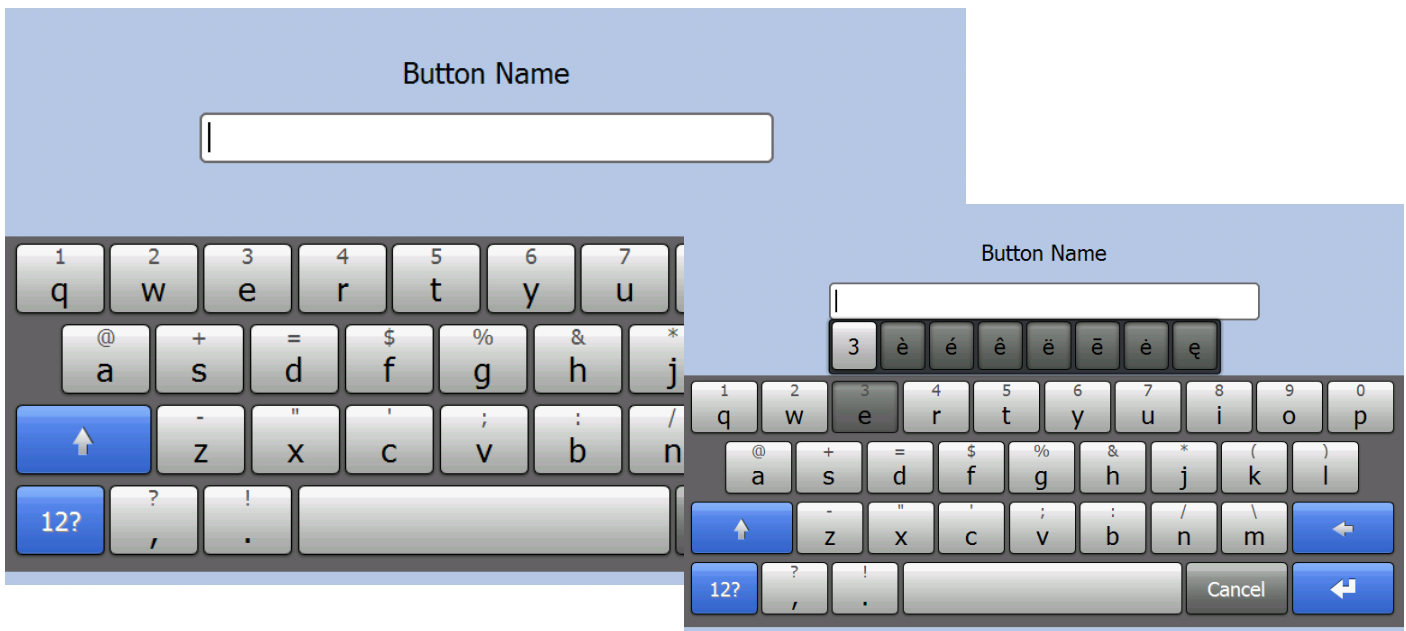 Button Name
1 2 3 4 5 6 7
q w e r t y u
@ + = $ % & *
a s d f g h j
- " ' ; : /
z x c v b n
? !
12? , .
Button Name
3 è é ê ë ē ė ę
1 2 3 4 5 6 7 8 9 0
q w e r t y u i o p
@ + = $ % & * ( )
a s d f g h j k l
- " ' ; : / \
z x c v b n m
? !
12? , . Cancel